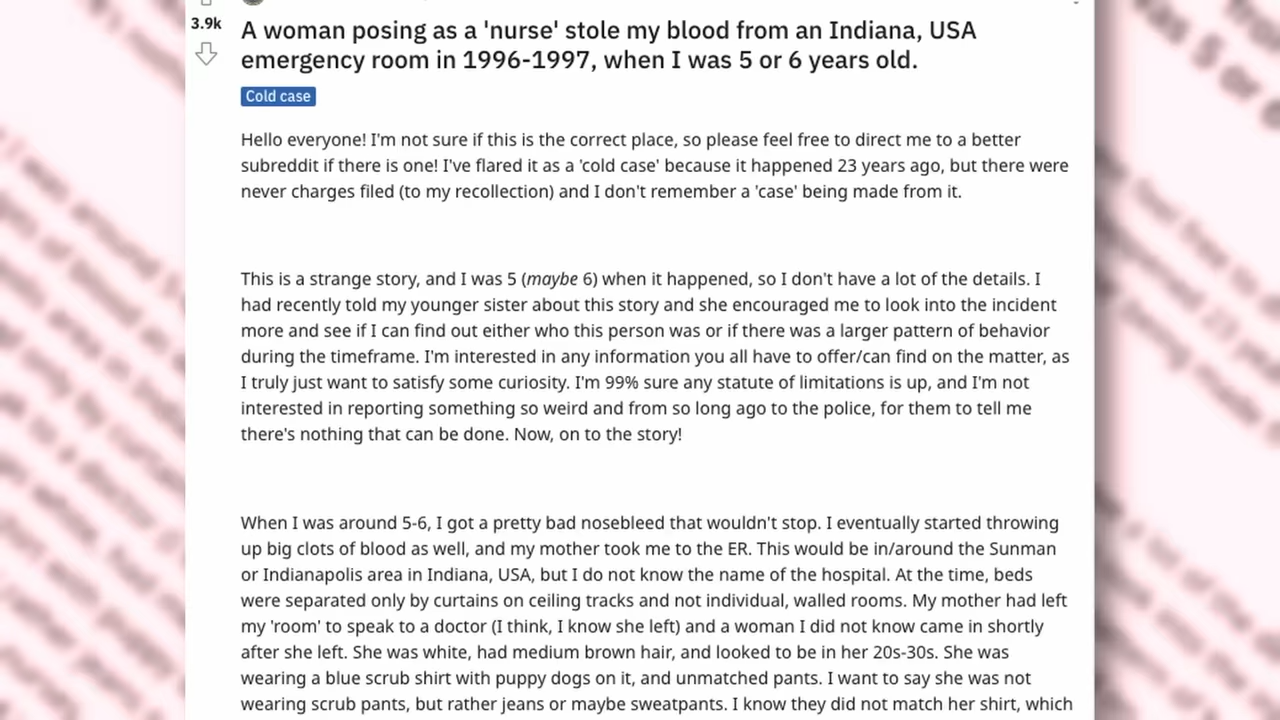 3.9k
A woman posing as a 'nurse' stole my blood from an Indiana, USA
emergency room in 1996-1997, when I was 5 or 6 years old.
Cold case
Hello everyone! I'm not sure if this is the correct place, so please feel free to direct me to a better
subreddit if there is one! I've flared it as a 'cold case' because it happened 23 years ago, but there were
never charges filed (to my recollection) and I don't remember a 'case' being made from it.
This is a strange story, and I was 5 (maybe 6) when it happened, so I don't have a lot of the details. I
had recently told my younger sister about this story and she encouraged me to look into the incident
more and see if I can find out either who this person was or if there was a larger pattern of behavior
during the timeframe. I'm interested in any information you all have to offer/can find on the matter, as
I truly just want to satisfy some curiosity. I'm 99% sure any statute of limitations is up, and I'm not
interested in reporting something so weird and from so long ago to the police, for them to tell me
there's nothing that can be done. Now, on to the story!
When I was around 5-6, I got a pretty bad nosebleed that wouldn't stop. I eventually started throwing
up big clots of blood as well, and my mother took me to the ER. This would be in/around the Sunman
or Indianapolis area in Indiana, USA, but I do not know the name of the hospital. At the time, beds
were separated only by curtains on ceiling tracks and not individual, walled rooms. My mother had left
my 'room' to speak to a doctor (I think, I know she left) and a woman I did not know came in shortly
after she left. She was white, had medium brown hair, and looked to be in her 20s-30s. She was
wearing a blue scrub shirt with puppy dogs on it, and unmatched pants. I want to say she was not
wearing scrub pants, but rather jeans or maybe sweatpants. I know they did not match her shirt, which